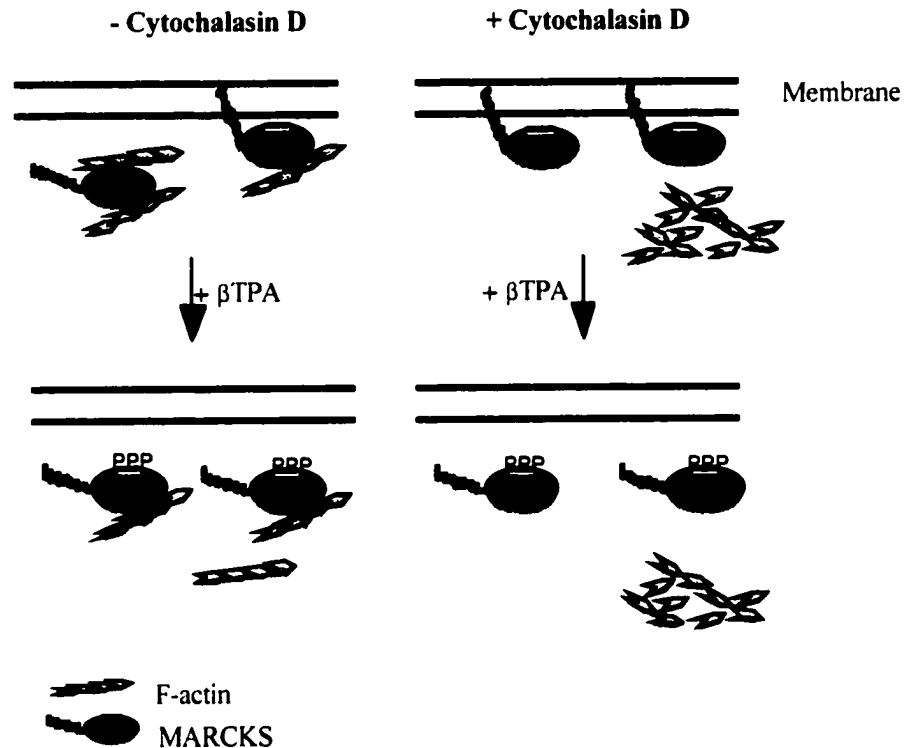 - Cytochalasin D
+ Cytochalasin D
Membrane
+ βTPA
+ βTPA
PPP
PPP
PPP
PPP
F-actin
MARCKS